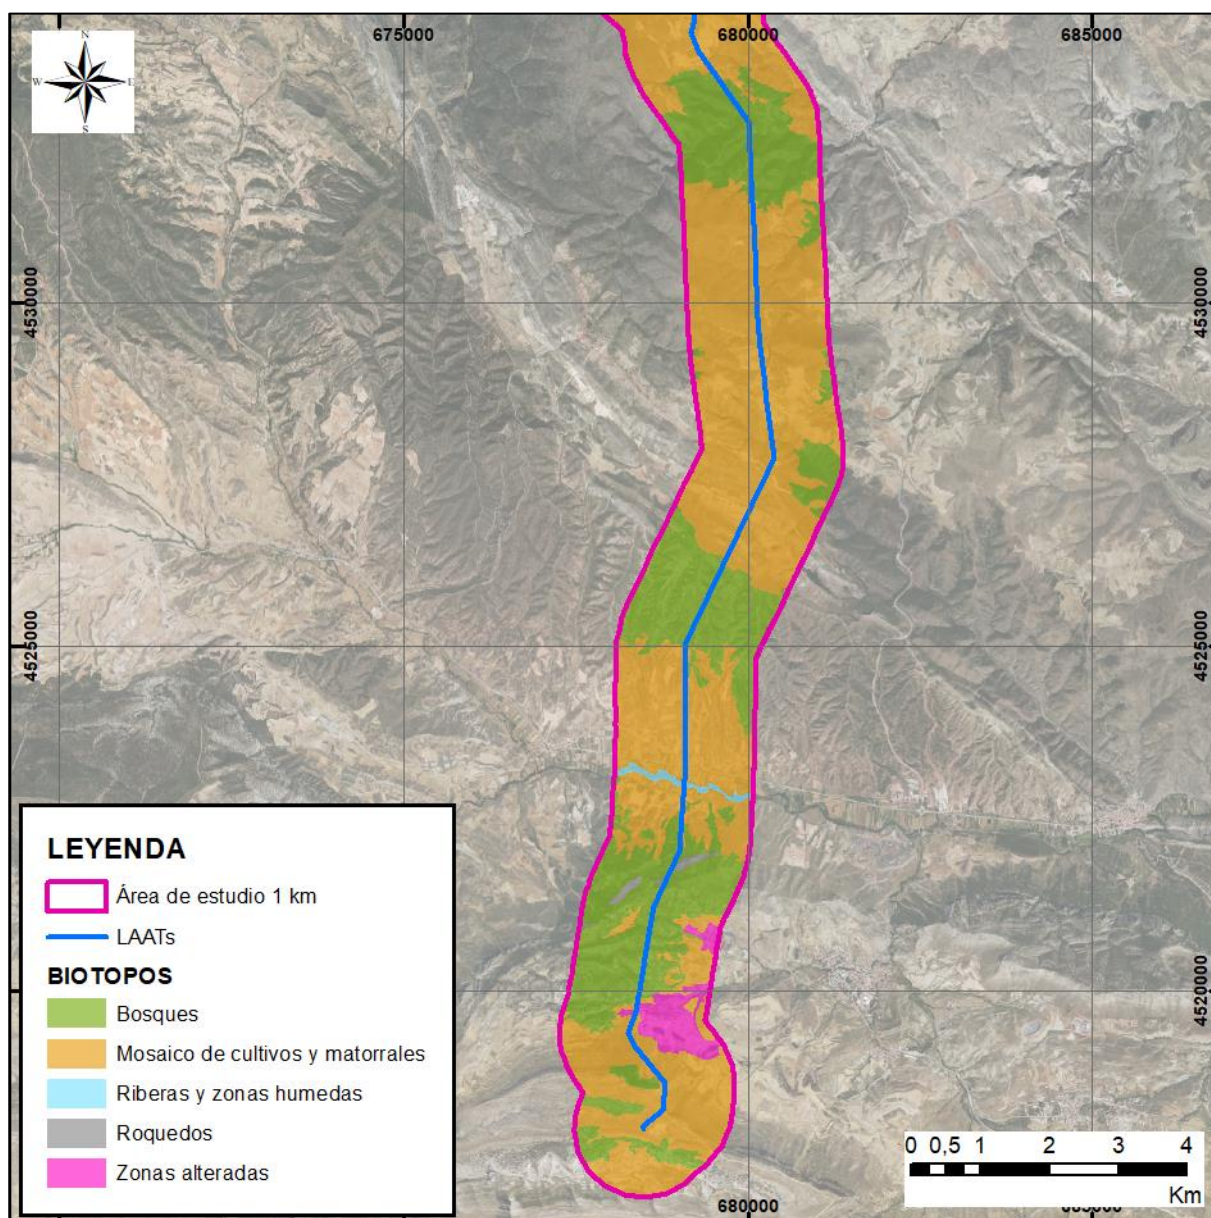 N
W E
S
675000
680000
685000
4530000
4530000
4525000
4525000
4520000
LEYENDA
Área de estudio 1 km
LAATs
BIOTOPOS
Bosques
Mosaico de cultivos y matorrales
Riberas y zonas humedas
Roquedos
Zonas alteradas
0 0,5 1 2 3 4
Km
680000